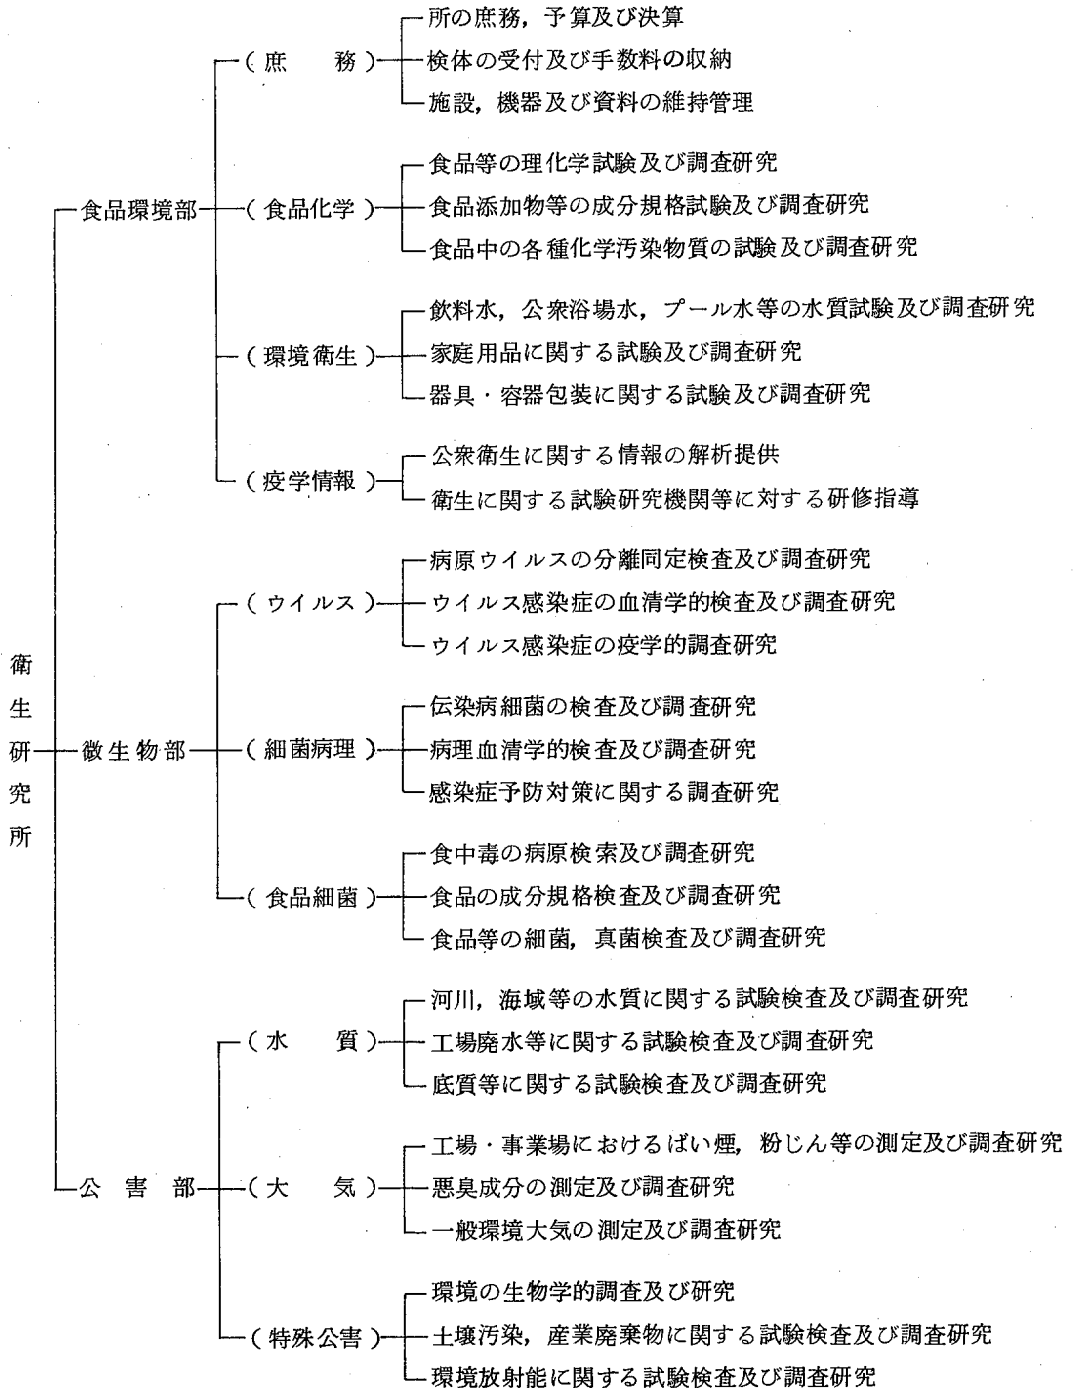 衛生研究所
食品環境部
(庶 務)
所の庶務，予算及び決算
検体の受付及び手数料の収納
施設，機器及び資料の維持管理
(食品化学)
食品等の理化学試験及び調査研究
食品添加物等の成分規格試験及び調査研究
食品中の各種化学汚染物質の試験及び調査研究
(環境衛生)
飲料水，公衆浴場水，プール水等の水質試験及び調査研究
家庭用品に関する試験及び調査研究
器具・容器包装に関する試験及び調査研究
(疫学情報)
公衆衛生に関する情報の解析提供
衛生に関する試験研究機関等に対する研修指導
微生物部
(ウイルス)
病原ウイルスの分離同定検査及び調査研究
ウイルス感染症の血清学的検査及び調査研究
ウイルス感染症の疫学的調査研究
(細菌病理)
伝染病細菌の検査及び調査研究
病理血清学的検査及び調査研究
感染症予防対策に関する調査研究
(食品細菌)
食中毒の病原検索及び調査研究
食品の成分規格検査及び調査研究
食品等の細菌，真菌検査及び調査研究
公害部
(水 質)
河川，海域等の水質に関する試験検査及び調査研究
工場廃水等に関する試験検査及び調査研究
底質等に関する試験検査及び調査研究
(大 気)
工場・事業場におけるばい煙，粉じん等の測定及び調査研究
悪臭成分の測定及び調査研究
一般環境大気の測定及び調査研究
(特殊公害)
環境の生物学的調査及び研究
土壌汚染，産業廃棄物に関する試験検査及び調査研究
環境放射能に関する試験検査及び調査研究